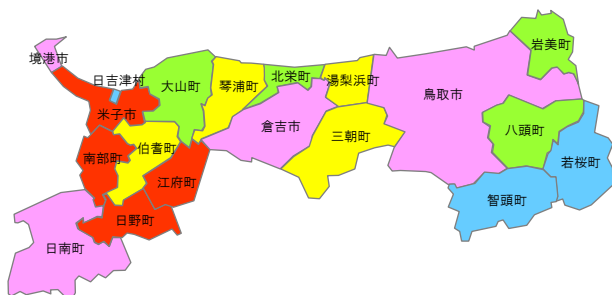 境港市
日吉津村
米子市
大山町
琴浦町
北栄町
湯梨浜町
鳥取市
岩美町
南部町
伯耆町
江府町
倉吉市
三朝町
八頭町
若桜町
智頭町
日野町
日南町